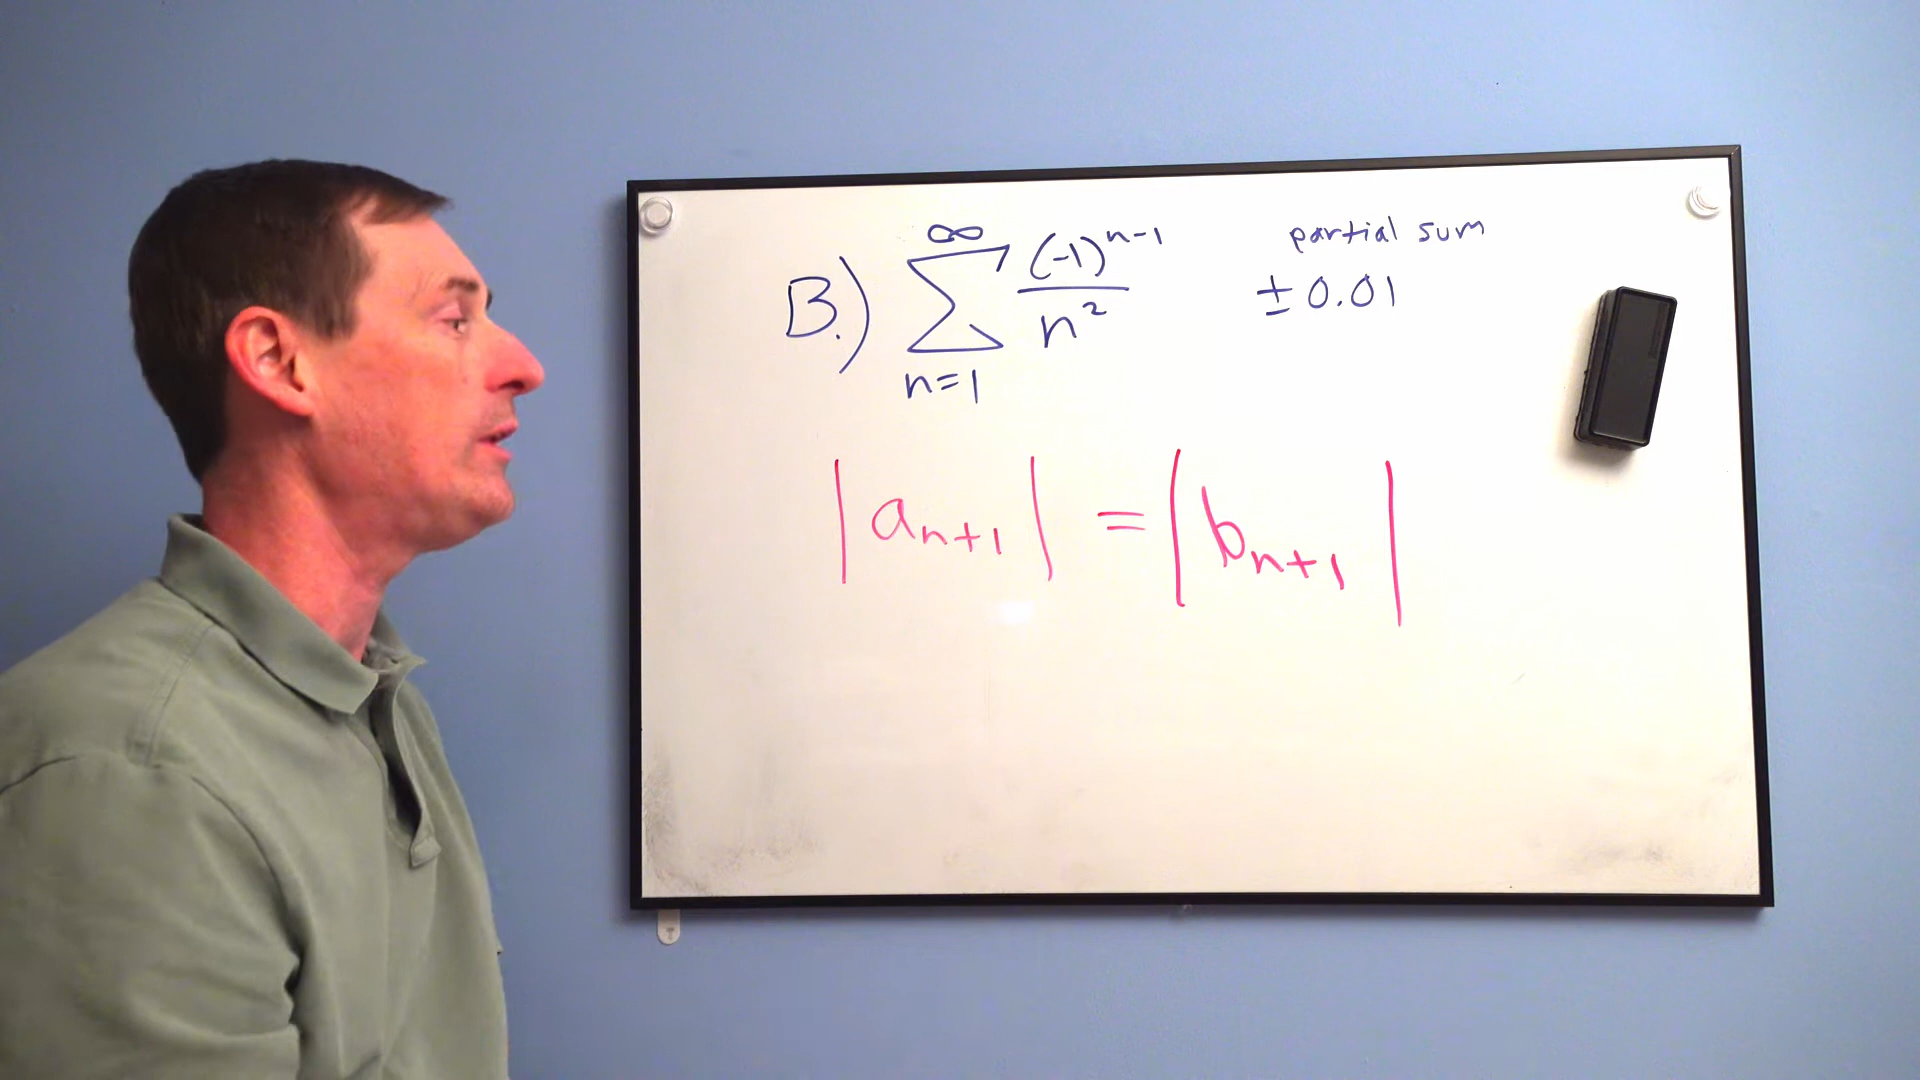 B.) ∞ ∑ n=1 (-1)^{n-1} / n² partial sum
± 0.01
|a_{n+1}| = |b_{n+1}|